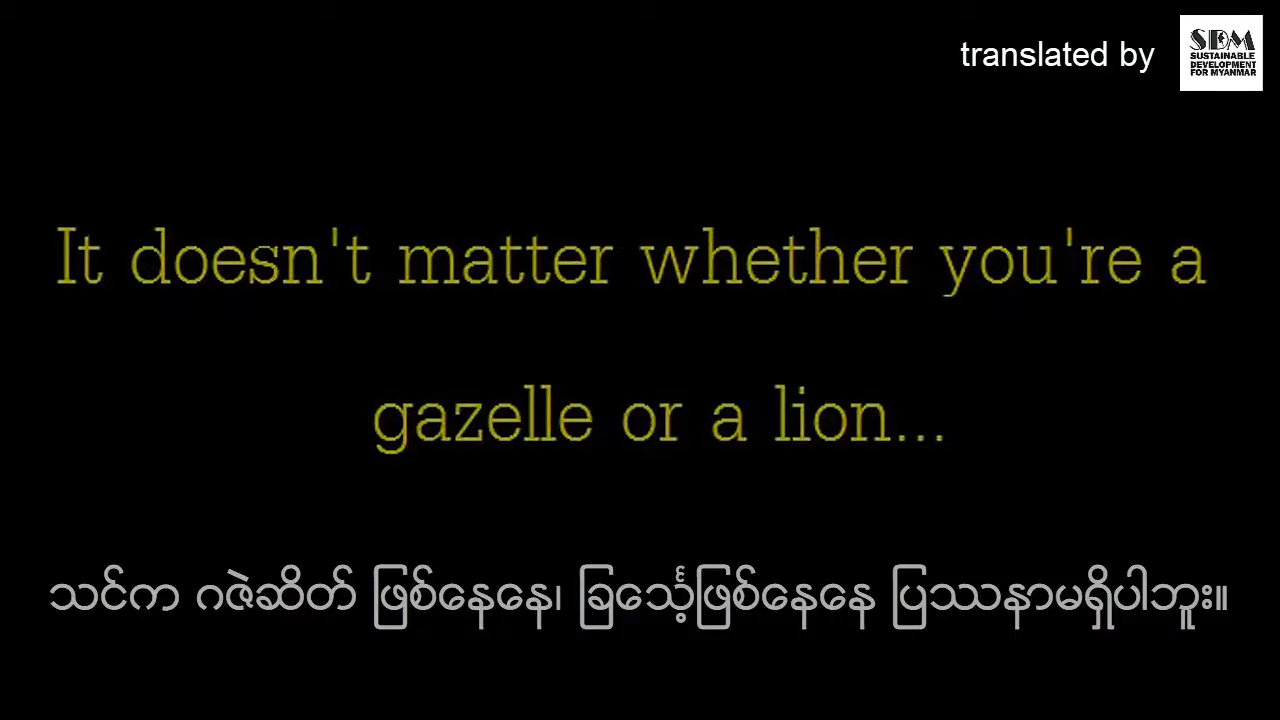 translated by
SDM
SUSTAINABLE
DEVELOPMENT
FOR MYANMAR
It doesn't matter whether you're a
gazelle or a lion...
သင်က ဂဇဲဆိတ် ဖြစ်နေနေ၊ ခြင်္သေ့ဖြစ်နေနေ ပြဿနာမရှိပါဘူး။